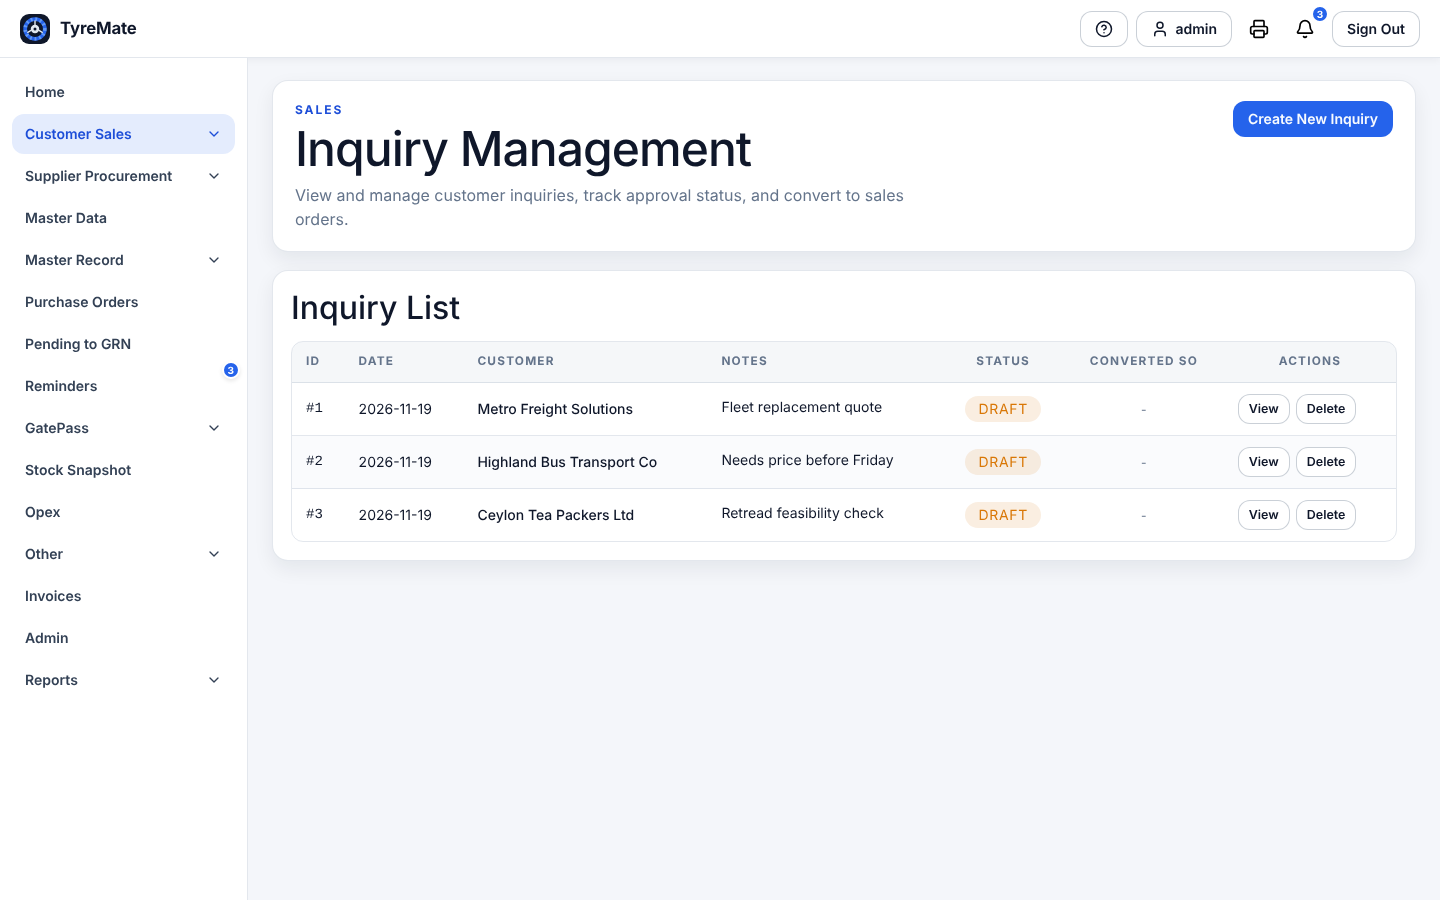 TyreMate
admin
3
Sign Out
Home
Customer Sales
Supplier Procurement
Master Data
Master Record
Purchase Orders
Pending to GRN
Reminders
3
GatePass
Stock Snapshot
Opex
Other
Invoices
Admin
Reports
SALES
Inquiry Management
View and manage customer inquiries, track approval status, and convert to sales
orders.
Create New Inquiry
Inquiry List
ID DATE CUSTOMER NOTES STATUS CONVERTED SO ACTIONS
#1 2026-11-19 Metro Freight Solutions Fleet replacement quote DRAFT - View Delete
#2 2026-11-19 Highland Bus Transport Co Needs price before Friday DRAFT - View Delete
#3 2026-11-19 Ceylon Tea Packers Ltd Retread feasibility check DRAFT - View Delete